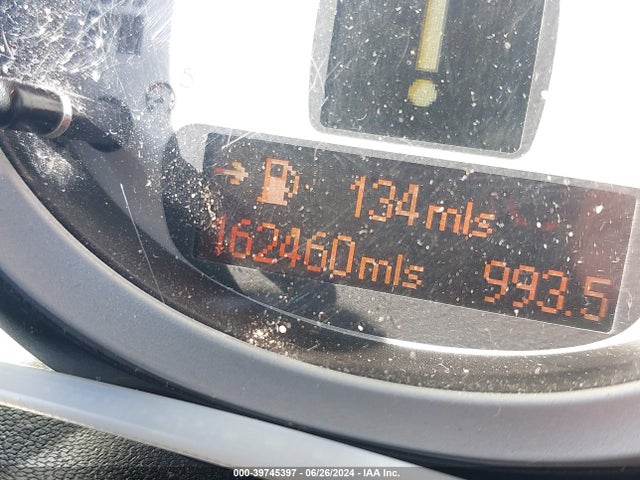 !
134 mls
162460 mls 993.5
000-39745397 - 06/26/2024 - IAA Inc.